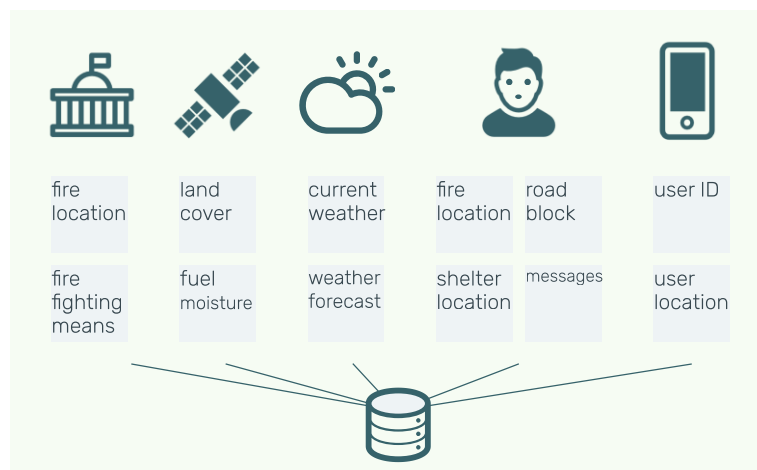 fire
location
land
cover
current
weather
fire
location
road
block
user ID
fire
fighting
means
fuel
moisture
weather
forecast
shelter
location
messages
user
location